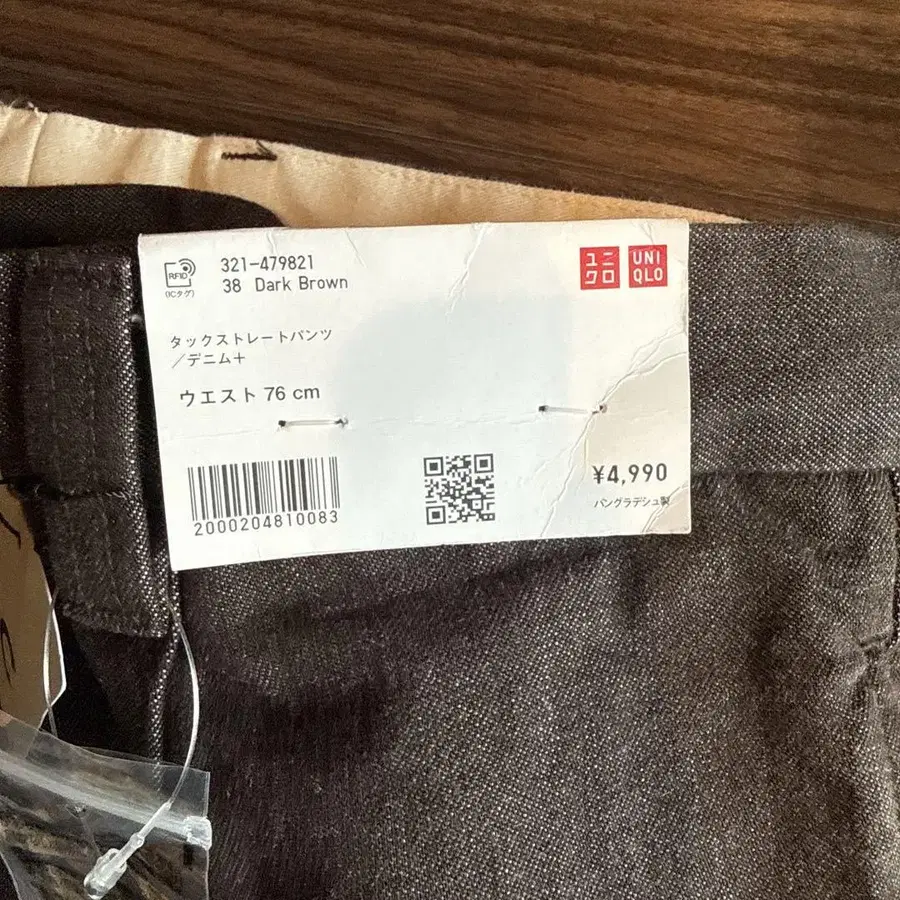 RFID
(ICタグ)
321-479821
38 Dark Brown
ユニ
クロ
UNI
QLO
タックストレートパンツ
／デニム＋
ウエスト 76 cm
2000204810083
¥4,990
バングラデシュ製